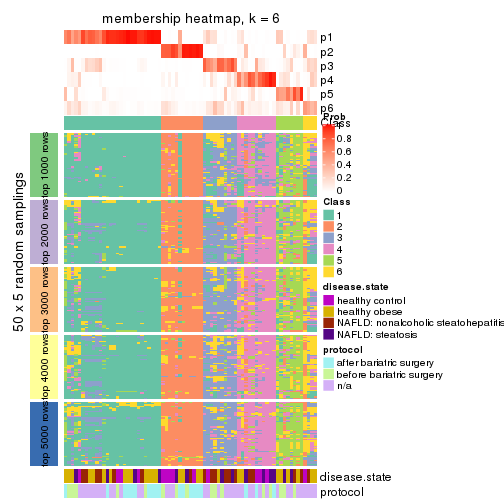 membership heatmap, k = 6
p1
p2
p3
p4
p5
p6
Prob
Class
0.8
0.6
0.4
0.2
0
Class
1
2
3
4
5
6
disease.state
healthy control
healthy obese
NAFLD: nonalcoholic steatohepatitis
NAFLD: steatosis
protocol
after bariatric surgery
before bariatric surgery
n/a
50 x 5 random samplings
top 1000 rows
top 2000 rows
top 3000 rows
top 4000 rows
top 5000 rows
disease.state
protocol